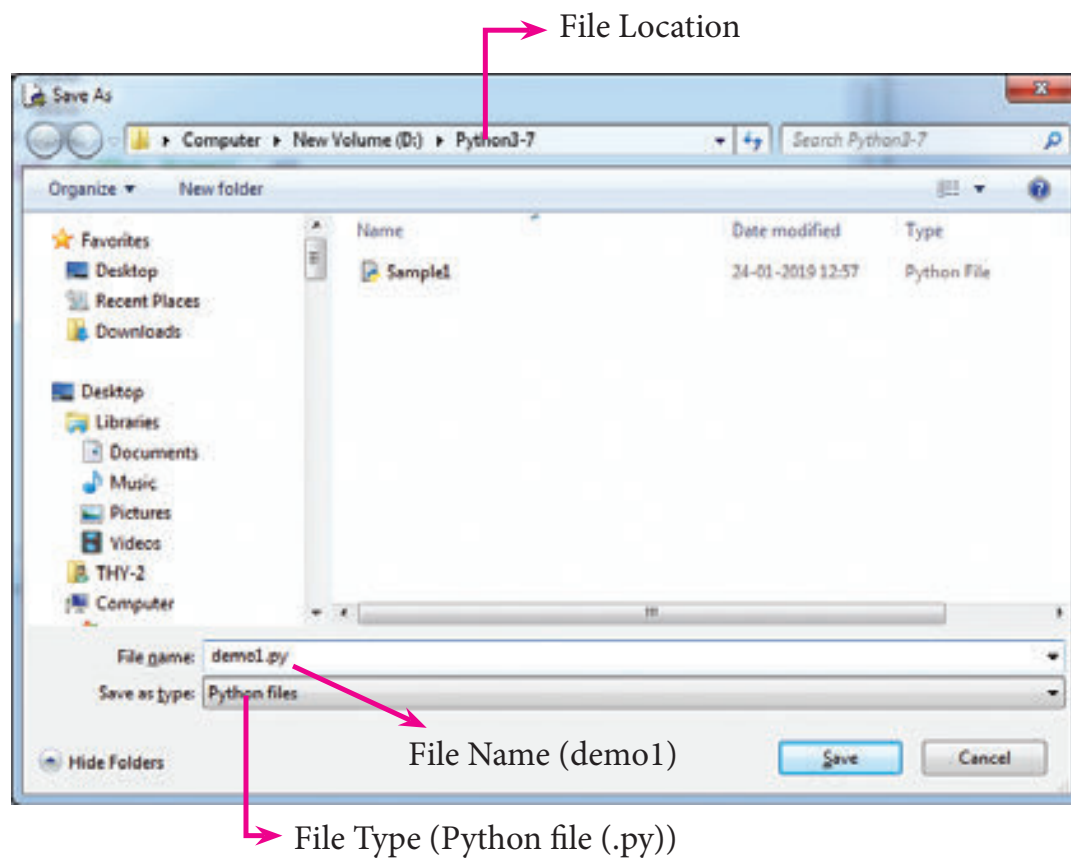 File Location
Save As
Computer New Volume (D:) Python3-7 Search Python3-7
Organize New folder
Name Date modified Type
Favorites
Desktop
Recent Places
Downloads
Sample1 24-01-2019 12:57 Python File
Desktop
Libraries
Documents
Music
Pictures
Videos
THY-2
Computer
File name: demo1.py
Save as type: Python files
Hide Folders
File Name (demo1)
Save Cancel
File Type (Python file (.py))